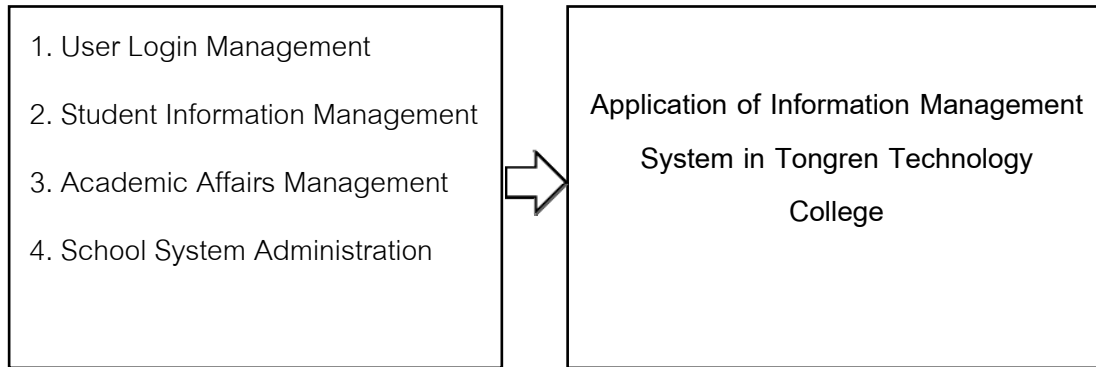 1. User Login Management
2. Student Information Management
3. Academic Affairs Management
4. School System Administration
Application of Information Management
System in Tongren Technology
College